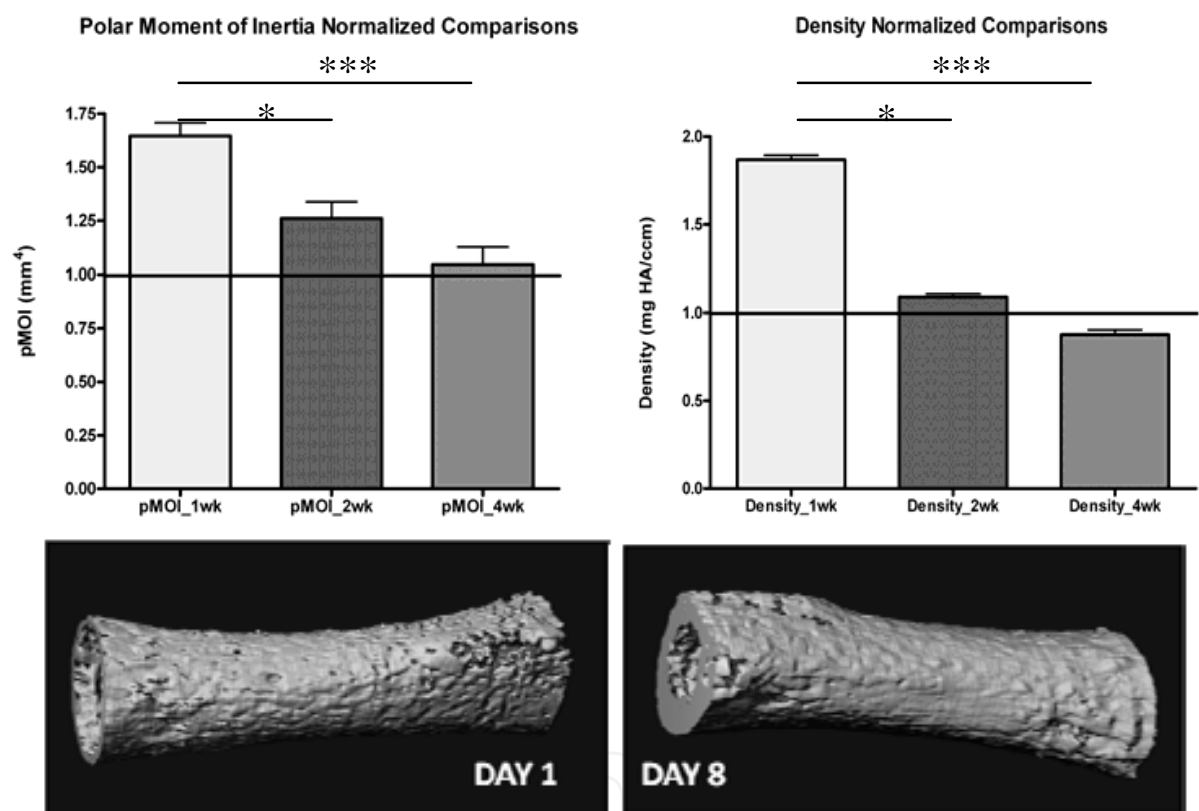 Polar Moment of Inertia Normalized Comparisons
***
*
pMOI (mm⁴)
1.75
1.50
1.25
1.00
0.75
0.50
0.25
0.00
pMOI_1wk pMOI_2wk pMOI_4wk
Density Normalized Comparisons
***
*
Density (mg HA/ccm)
2.0
1.5
1.0
0.5
0.0
Density_1wk Density_2wk Density_4wk
DAY 1
DAY 8